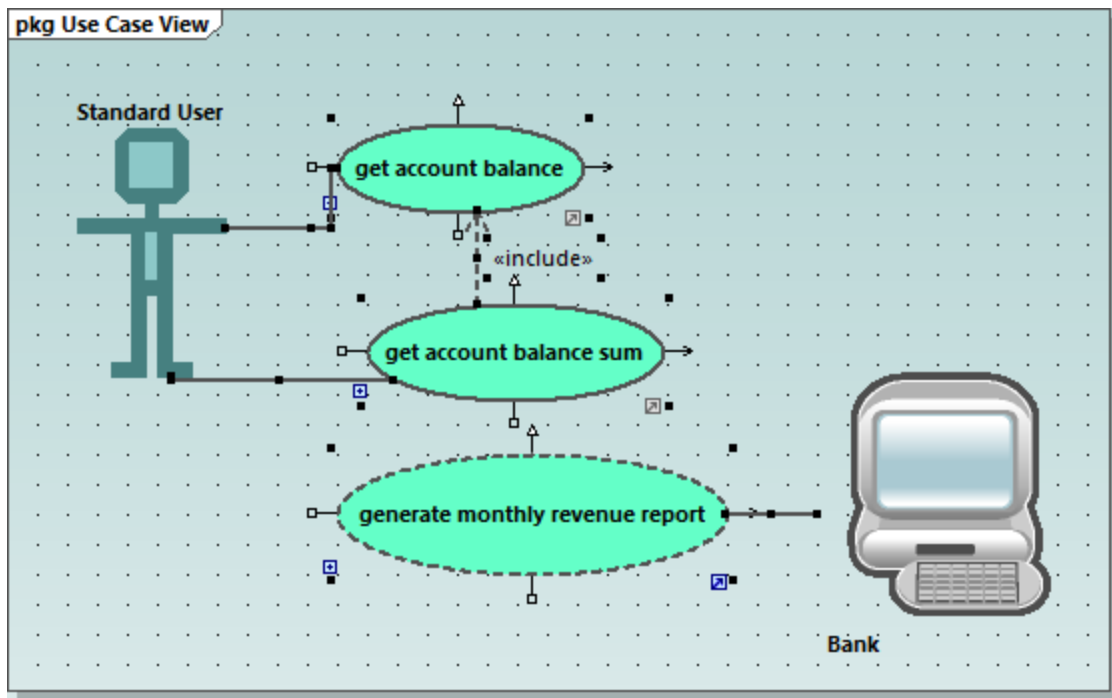 pkg Use Case View
Standard User
get account balance
«include»
get account balance sum
generate monthly revenue report
Bank